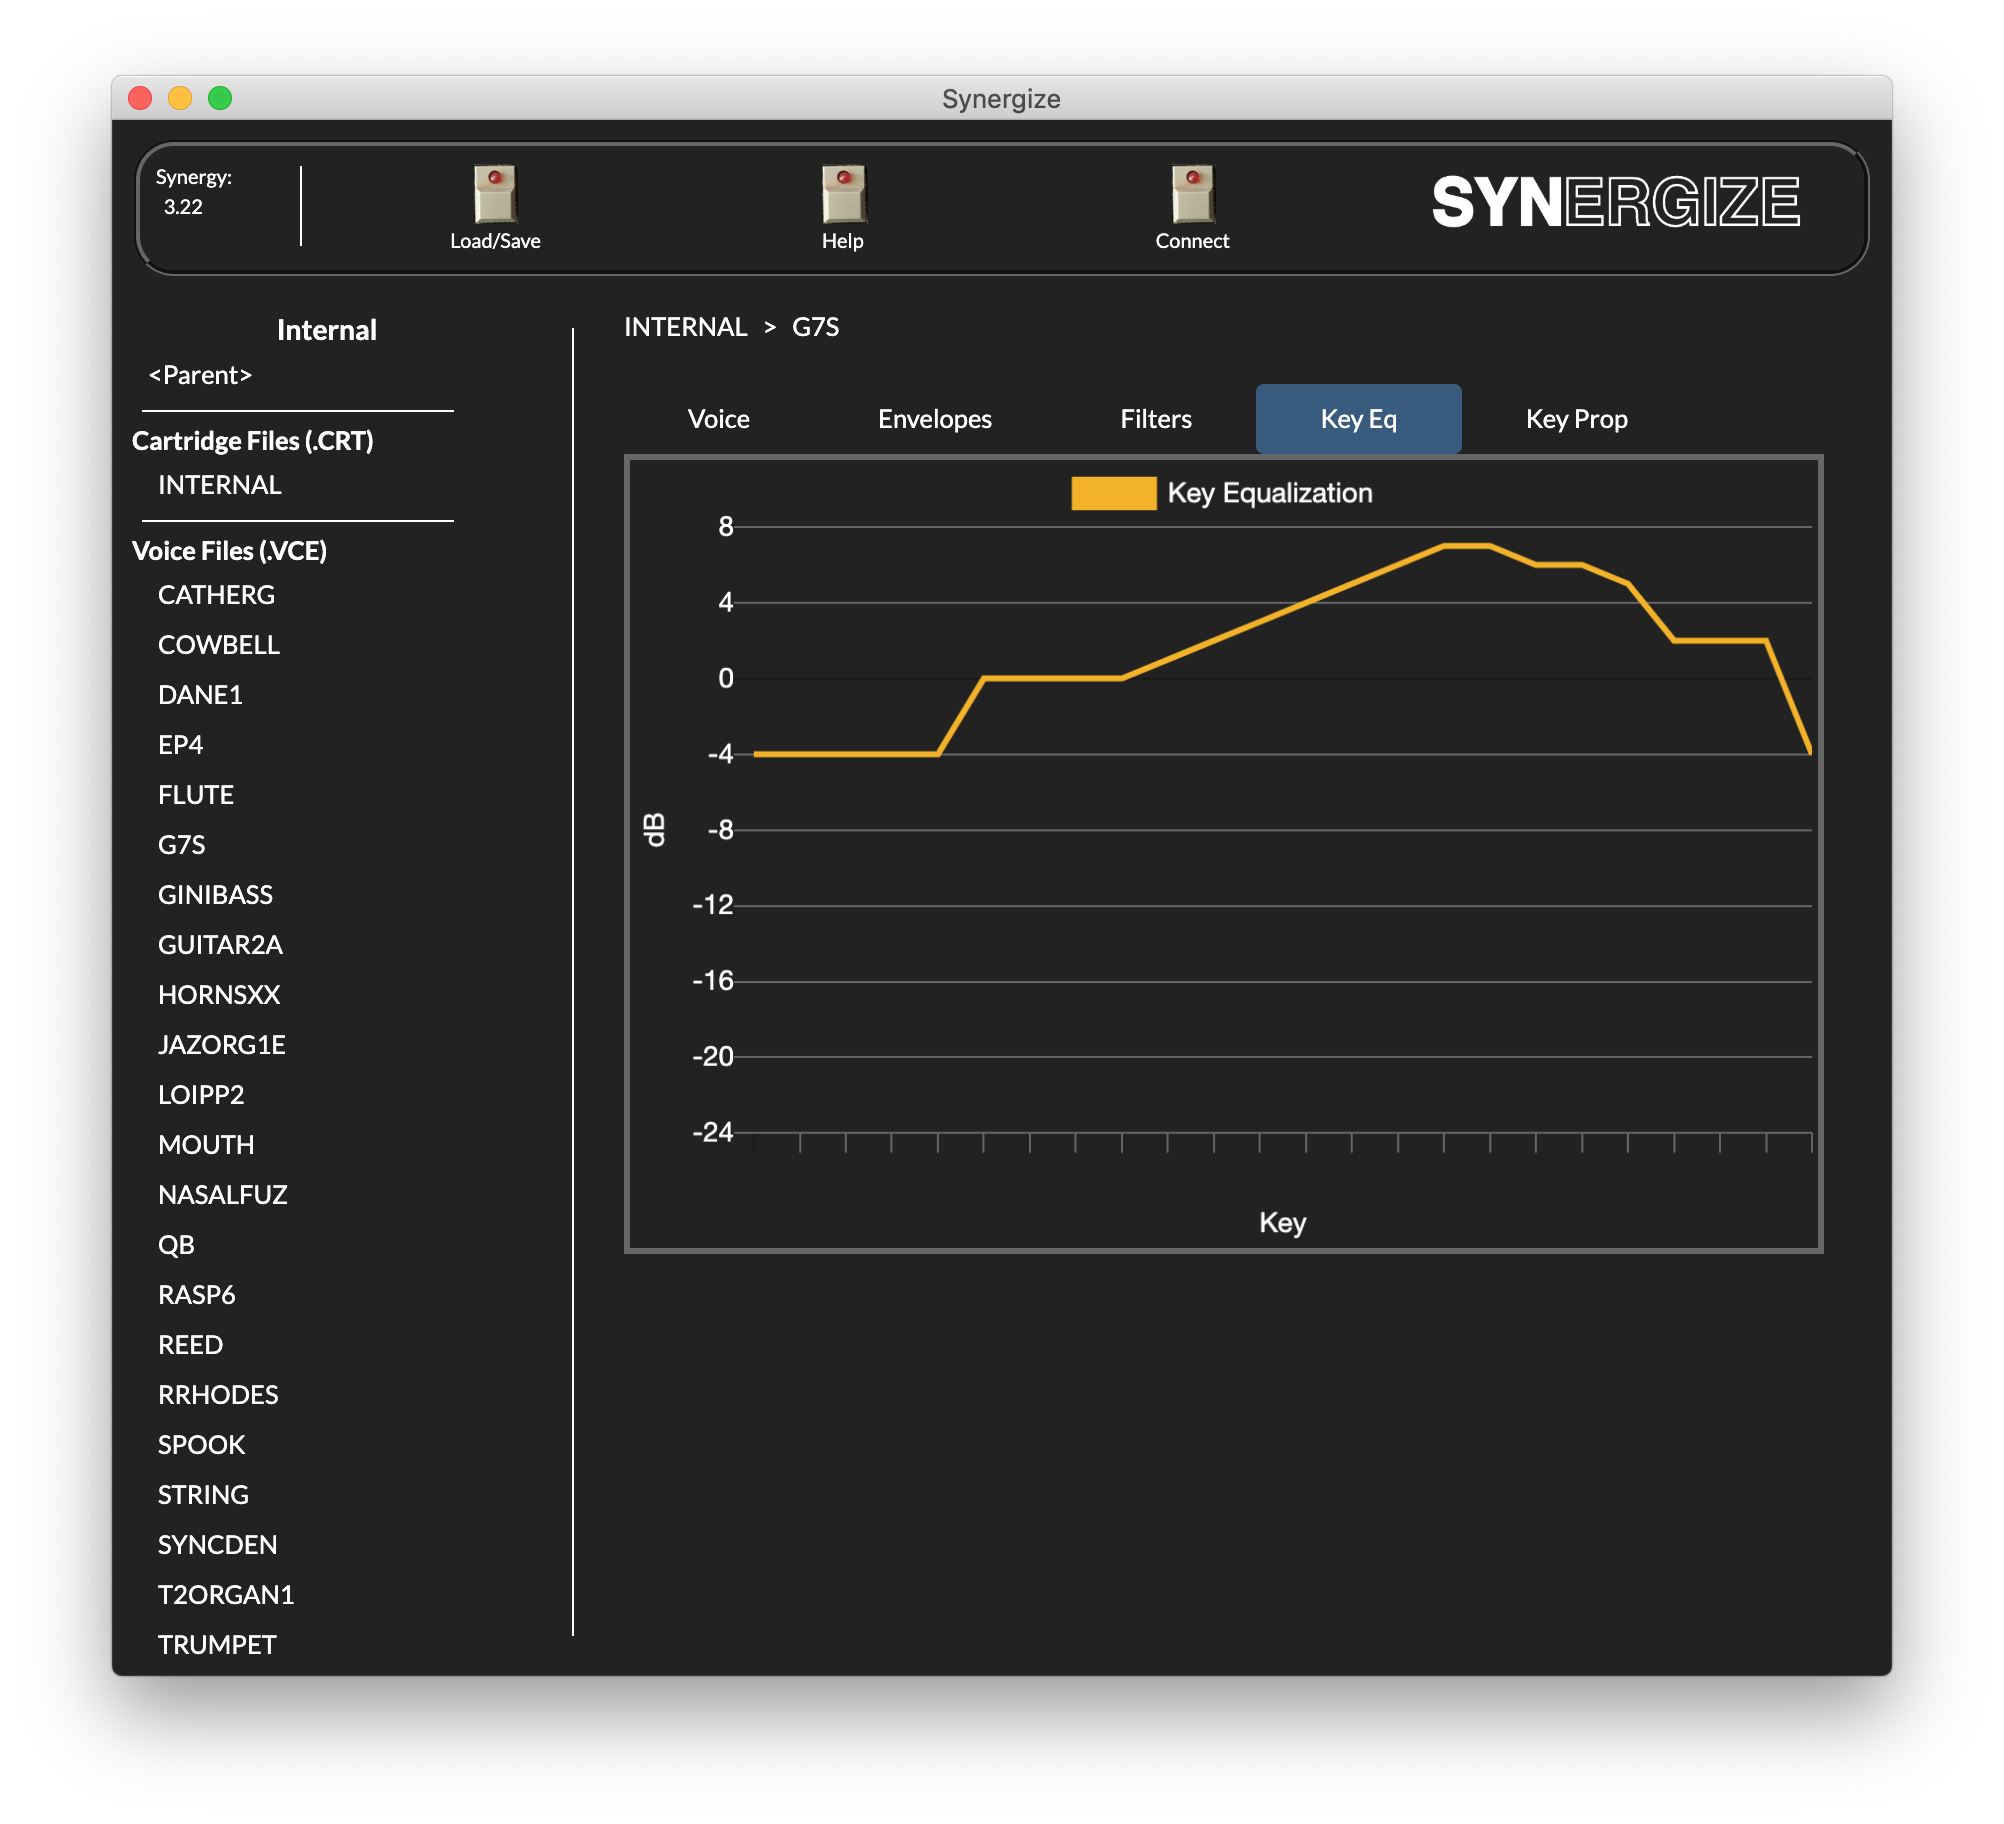 Synergize
Synergy:
3.22
Load/Save
Help
Connect
SYNERGIZE
Internal
<Parent>
Cartridge Files (.CRT)
INTERNAL
Voice Files (.VCE)
CATHERG
COWBELL
DANE1
EP4
FLUTE
G7S
GINIBASS
GUITAR2A
HORNSXX
JAZORG1E
LOIPP2
MOUTH
NASALFUZ
QB
RASP6
REED
RRHODES
SPOOK
STRING
SYNCDEN
T2ORGAN1
TRUMPET
INTERNAL > G7S
Voice Envelopes Filters Key Eq Key Prop
Key Equalization
8
4
0
-4
-8
-12
-16
-20
-24
dB
Key